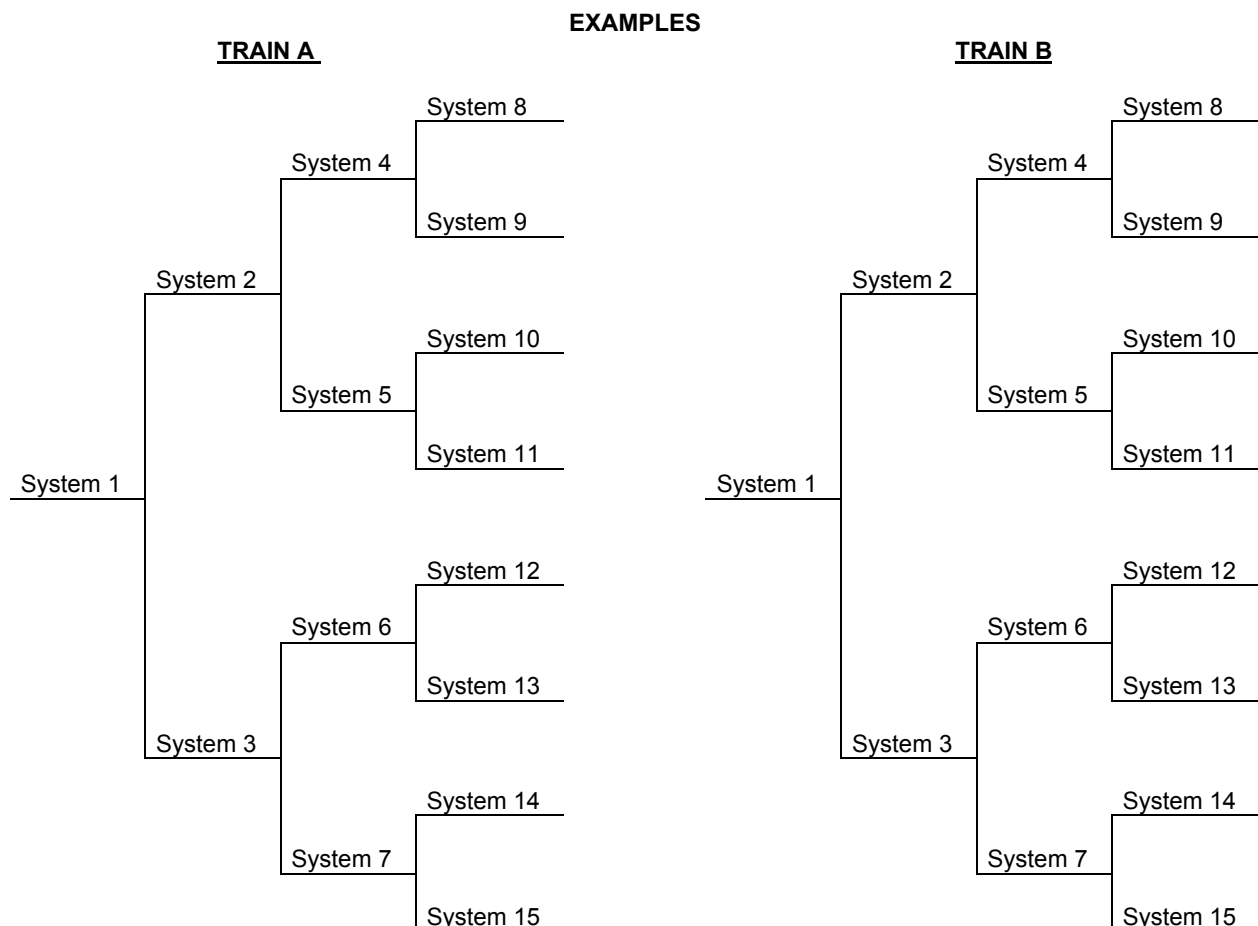 EXAMPLES
TRAIN A
TRAIN B
System 8
System 8
System 4
System 4
System 9
System 9
System 2
System 2
System 10
System 10
System 5
System 5
System 11
System 11
System 1
System 1
System 12
System 12
System 6
System 6
System 13
System 13
System 3
System 3
System 14
System 14
System 7
System 7
System 15
System 15